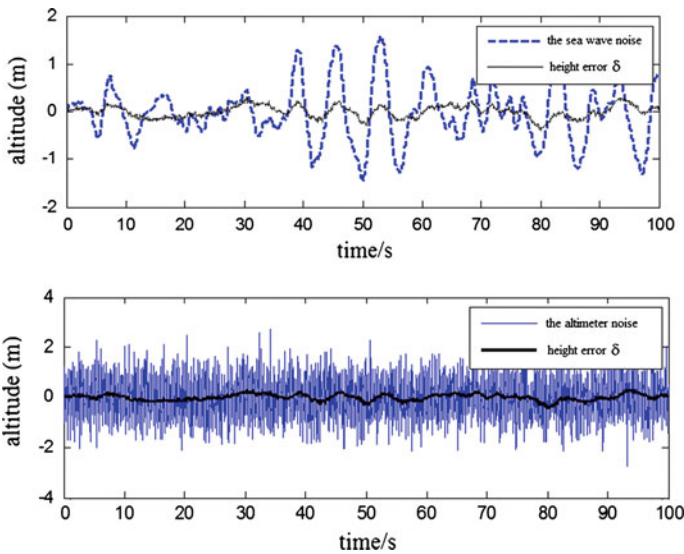 2
1
0
-1
-2
altitude (m)
the sea wave noise
height error δ
0 10 20 30 40 50 60 70 80 90 100
time/s
4
2
0
-2
-4
altitude (m)
the altimeter noise
height error δ
0 10 20 30 40 50 60 70 80 90 100
time/s